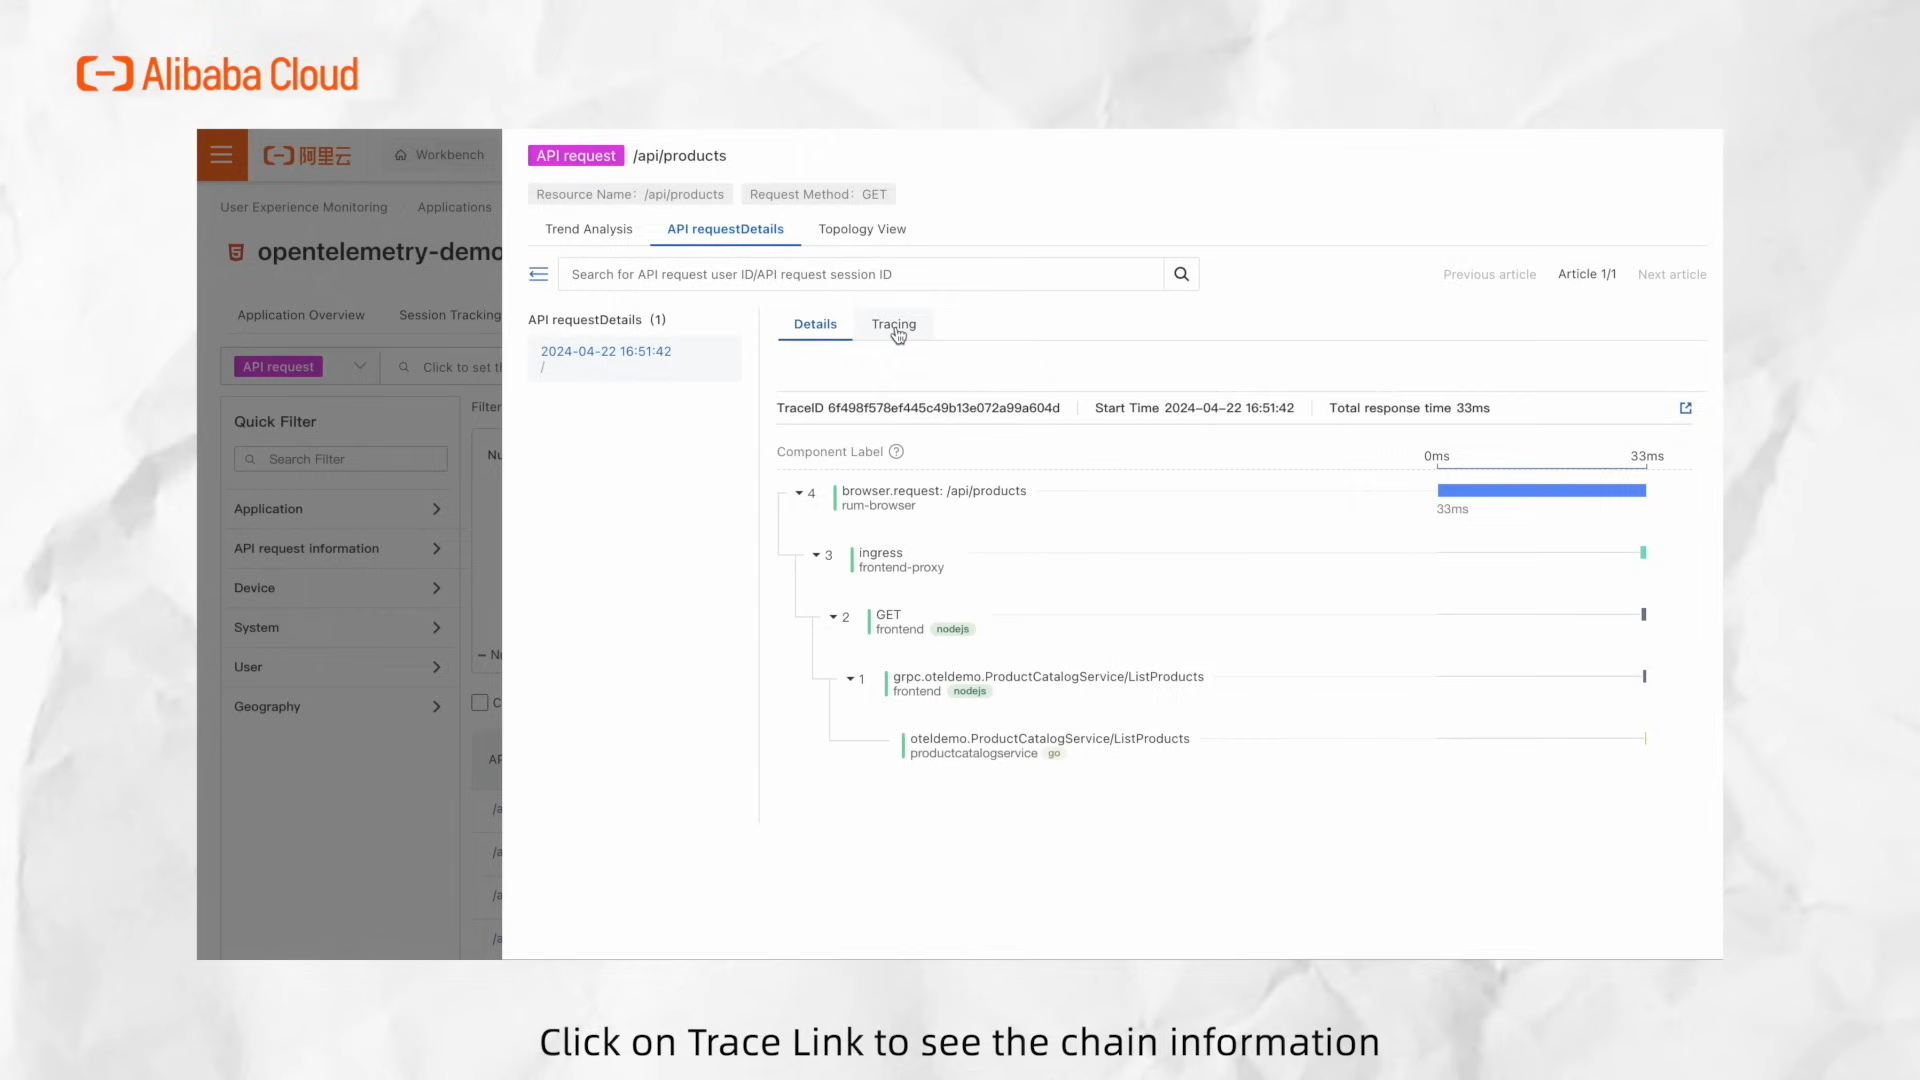 Alibaba Cloud
阿里云
Workbench
User Experience Monitoring
Applications
opentelemetry-demo
Application Overview
Session Tracking
API request
Click to set
Quick Filter
Search Filter
Application
API request information
Device
System
User
Geography
Filter
API request /api/products
Resource Name: /api/products
Request Method: GET
Trend Analysis
API requestDetails
Topology View
Search for API request user ID/API request session ID
Previous article
Article 1/1
Next article
API requestDetails (1)
2024-04-22 16:51:42
/
Details
Tracing
TraceID 6f498f578ef445c49b13e072a99a604d
Start Time 2024-04-22 16:51:42
Total response time 33ms
Component Label ?
0ms
33ms
4
browser.request: /api/products
rum-browser
33ms
3
ingress
frontend-proxy
2
GET
frontend nodejs
1
grpc.oteldemo.ProductCatalogService/ListProducts
frontend nodejs
oteldemo.ProductCatalogService/ListProducts
productcatalogservice go
Click on Trace Link to see the chain information